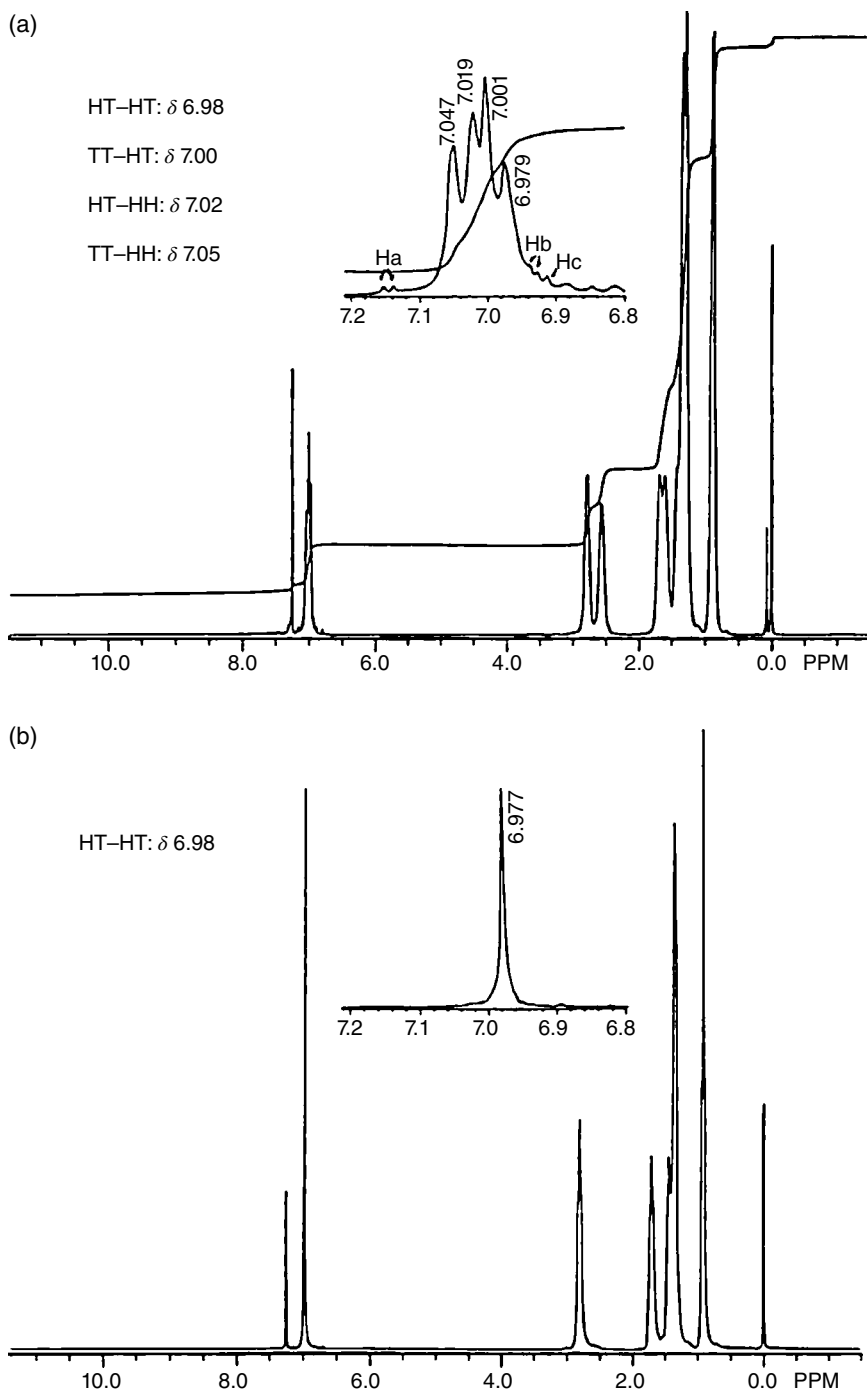 (a)
HT–HT: δ 6.98
TT–HT: δ 7.00
HT–HH: δ 7.02
TT–HH: δ 7.05
7.047
7.019
7.001
6.979
Ha
Hb
Hc
7.2 7.1 7.0 6.9 6.8
10.0 8.0 6.0 4.0 2.0 0.0 PPM
(b)
HT–HT: δ 6.98
6.977
7.2 7.1 7.0 6.9 6.8
10.0 8.0 6.0 4.0 2.0 0.0 PPM